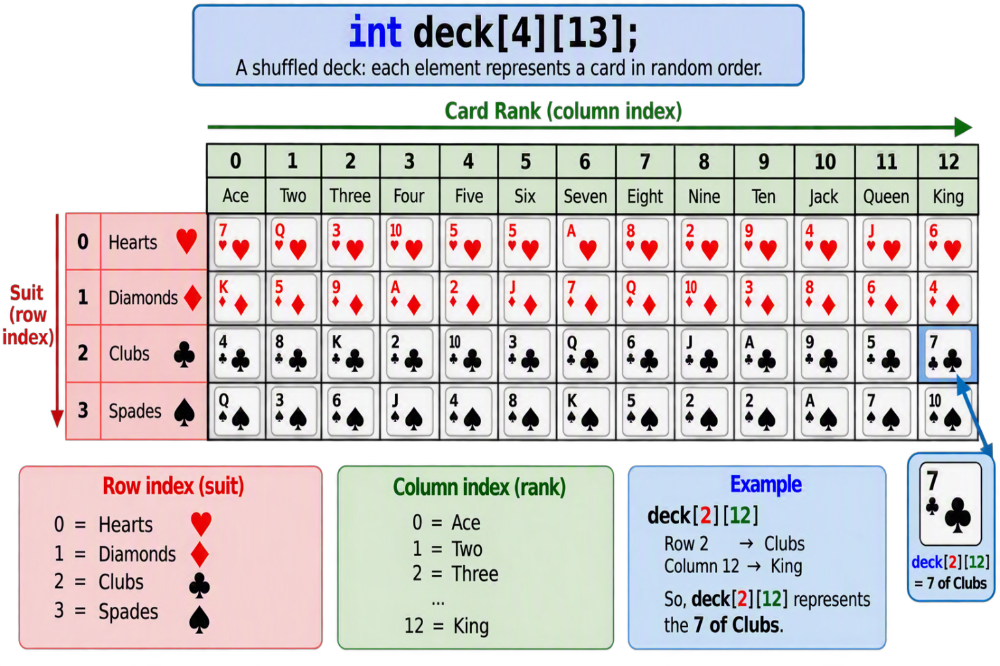 int deck[4][13];
A shuffled deck: each element represents a card in random order.
Card Rank (column index)
0 1 2 3 4 5 6 7 8 9 10 11 12
Ace Two Three Four Five Six Seven Eight Nine Ten Jack Queen King
Suit
(row
index)
0 Hearts ♥ 7♥ Q♥ 3♥ 10♥ 5♥ 5♥ A♥ 8♥ 2♥ 9♥ 4♥ J♥ 6♥
1 Diamonds ♦ K♦ 5♦ 9♦ A♦ 2♦ J♦ 7♦ Q♦ 10♦ 3♦ 8♦ 6♦ 4♦
2 Clubs ♣ 4♣ 8♣ K♣ 2♣ 10♣ 3♣ Q♣ 6♣ J♣ A♣ 9♣ 5♣ 7♣
3 Spades ♠ Q♠ 3♠ 6♠ J♠ 4♠ 8♠ K♠ 5♠ 2♠ 2♠ A♠ 7♠ 10♠
Row index (suit)
0 = Hearts ♥
1 = Diamonds ♦
2 = Clubs ♣
3 = Spades ♠
Column index (rank)
0 = Ace
1 = Two
2 = Three
...
12 = King
Example
deck[2][12]
Row 2 → Clubs
Column 12 → King
So, deck[2][12] represents
the 7 of Clubs.
7♣
deck[2][12]
= 7 of Clubs